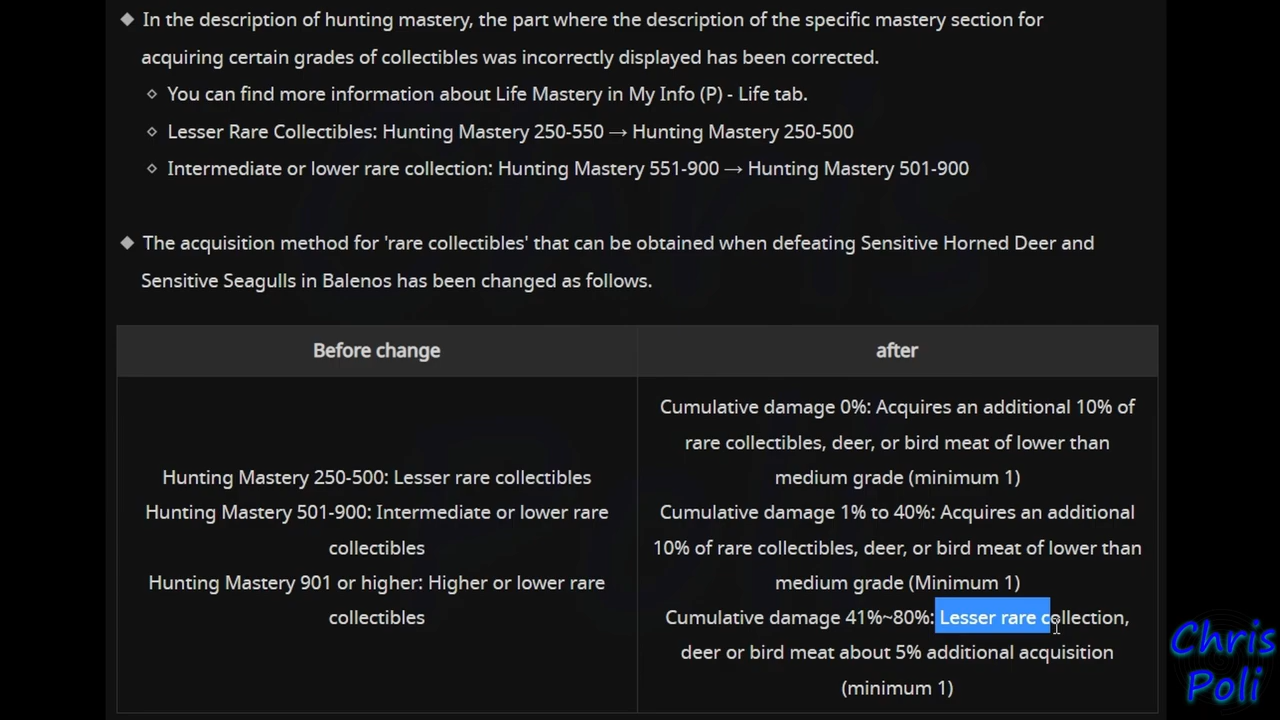 ◆ In the description of hunting mastery, the part where the description of the specific mastery section for
acquiring certain grades of collectibles was incorrectly displayed has been corrected.
◇ You can find more information about Life Mastery in My Info (P) - Life tab.
◇ Lesser Rare Collectibles: Hunting Mastery 250-550 → Hunting Mastery 250-500
◇ Intermediate or lower rare collection: Hunting Mastery 551-900 → Hunting Mastery 501-900
◆ The acquisition method for 'rare collectibles' that can be obtained when defeating Sensitive Horned Deer and
Sensitive Seagulls in Balenos has been changed as follows.
Before change
Hunting Mastery 250-500: Lesser rare collectibles
Hunting Mastery 501-900: Intermediate or lower rare
collectibles
Hunting Mastery 901 or higher: Higher or lower rare
collectibles
after
Cumulative damage 0%: Acquires an additional 10% of
rare collectibles, deer, or bird meat of lower than
medium grade (minimum 1)
Cumulative damage 1% to 40%: Acquires an additional
10% of rare collectibles, deer, or bird meat of lower than
medium grade (Minimum 1)
Cumulative damage 41%~80%: Lesser rare collection,
deer or bird meat about 5% additional acquisition
(minimum 1)
Chris
Poli